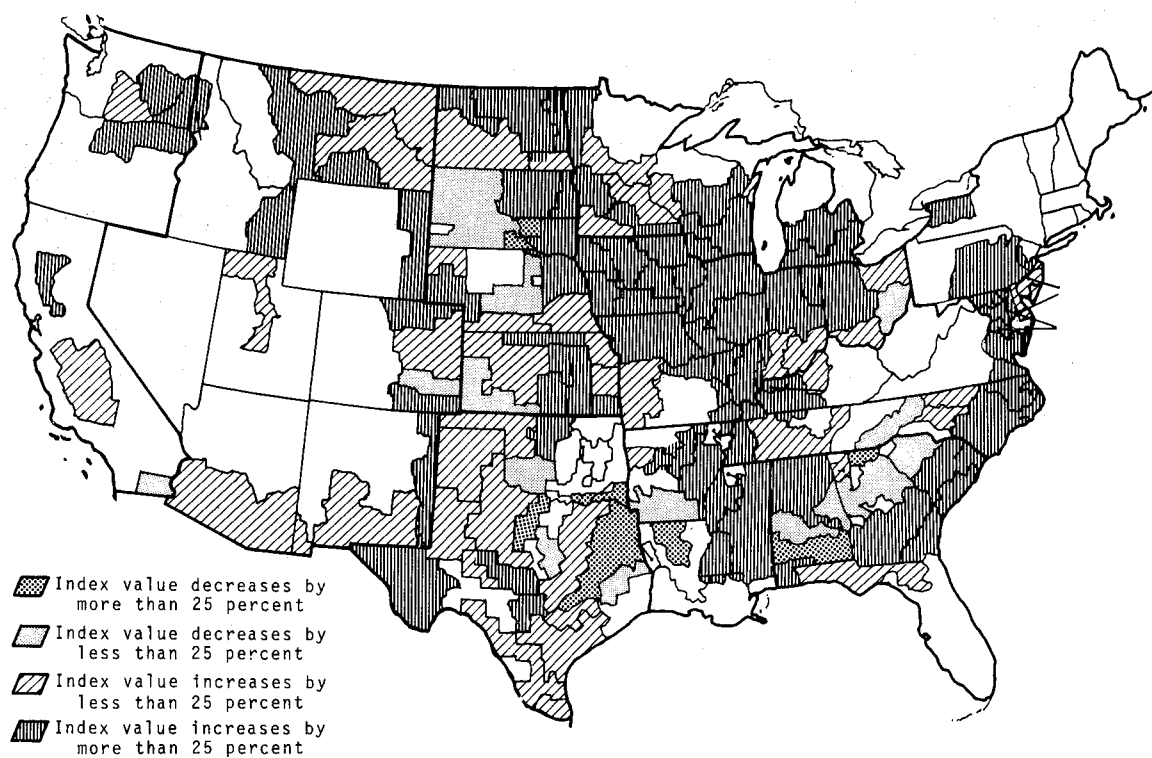 Index value decreases by
more than 25 percent
Index value decreases by
less than 25 percent
Index value increases by
less than 25 percent
Index value increases by
more than 25 percent